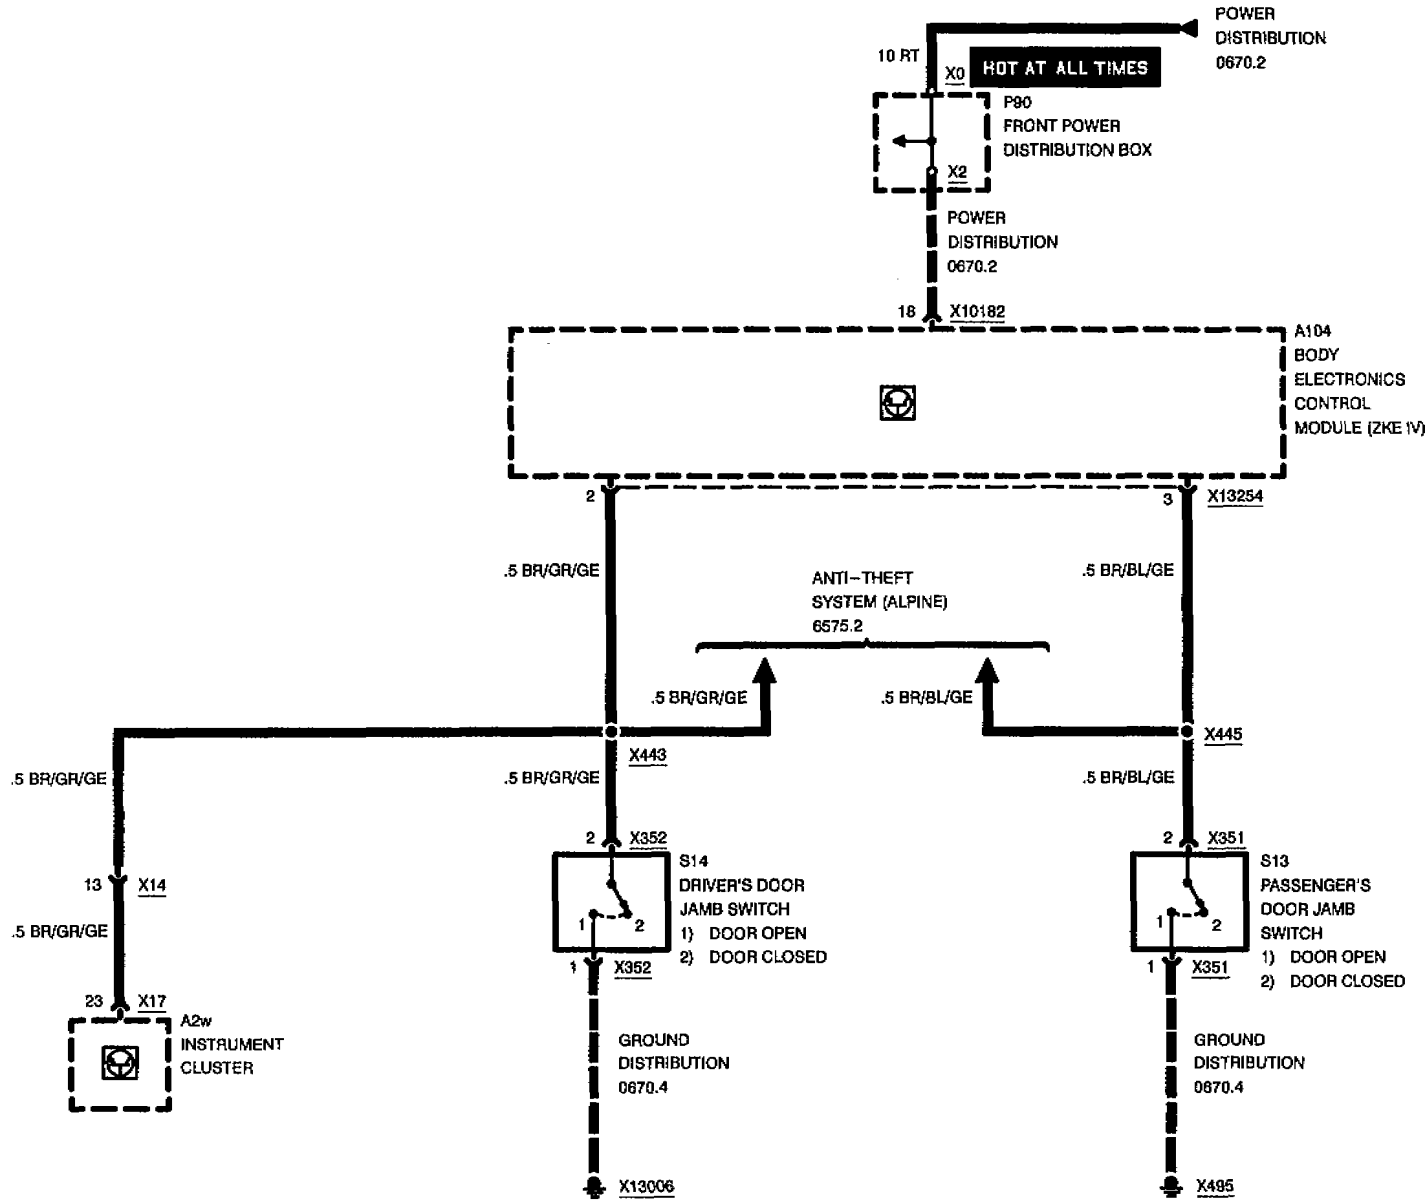 POWER
DISTRIBUTION
0670.2
10 RT
X0
HOT AT ALL TIMES
P90
FRONT POWER
DISTRIBUTION BOX
X2
POWER
DISTRIBUTION
0670.2
18
X10182
A104
BODY
ELECTRONICS
CONTROL
MODULE (ZKE IV)
2
3
X13254
.5 BR/GR/GE
.5 BR/BL/GE
ANTI-THEFT
SYSTEM (ALPINE)
6575.2
.5 BR/GR/GE
.5 BR/BL/GE
X443
X445
.5 BR/GR/GE
.5 BR/GR/GE
.5 BR/BL/GE
2
X352
2
X351
S14
DRIVER'S DOOR
JAMB SWITCH
1) DOOR OPEN
2) DOOR CLOSED
1
2
S13
PASSENGER'S
DOOR JAMB
SWITCH
1) DOOR OPEN
2) DOOR CLOSED
1
2
13
X14
.5 BR/GR/GE
1
X352
1
X351
23
X17
A2w
INSTRUMENT
CLUSTER
GROUND
DISTRIBUTION
0670.4
GROUND
DISTRIBUTION
0670.4
X13006
X495